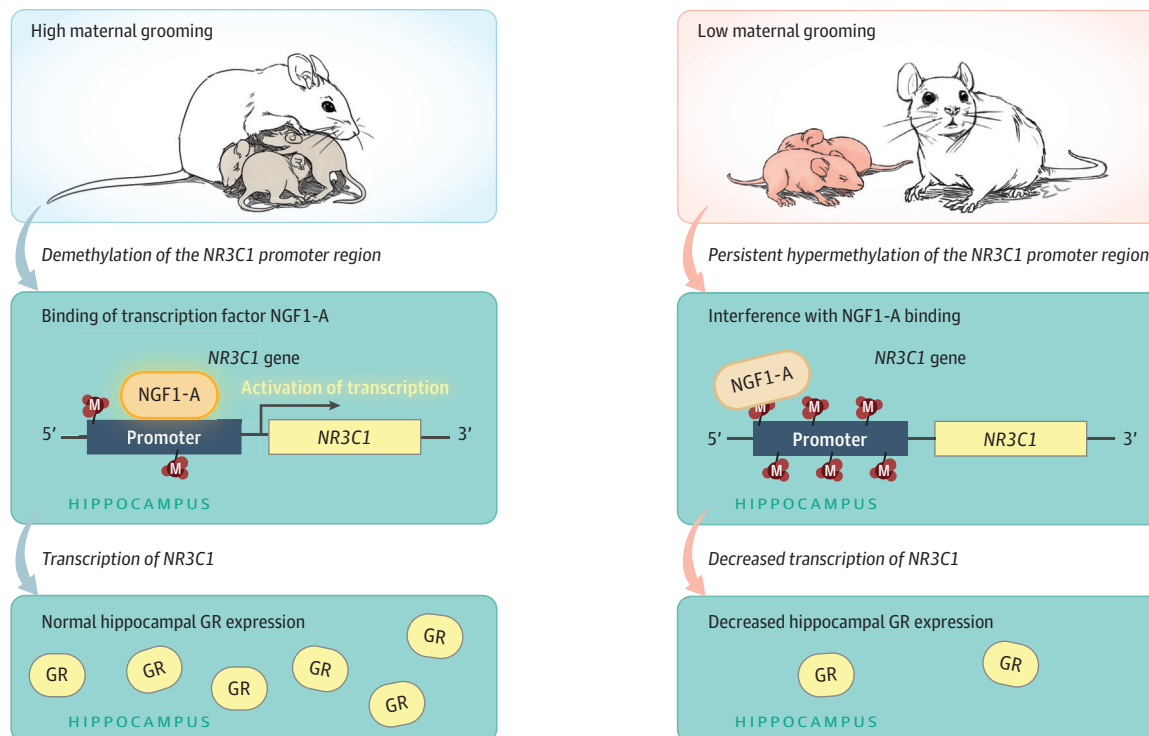 High maternal grooming
Demethylation of the NR3C1 promoter region
Binding of transcription factor NGF1-A
NR3C1 gene
NGF1-A
Activation of transcription
M
5′
Promoter
NR3C1
3′
M
HIPPOCAMPUS
Transcription of NR3C1
Normal hippocampal GR expression
GR
GR
GR
GR
GR
GR
HIPPOCAMPUS
Low maternal grooming
Persistent hypermethylation of the NR3C1 promoter region
Interference with NGF1-A binding
NR3C1 gene
NGF1-A
M M M
5′
Promoter
NR3C1
3′
M M M
HIPPOCAMPUS
Decreased transcription of NR3C1
Decreased hippocampal GR expression
GR
GR
HIPPOCAMPUS